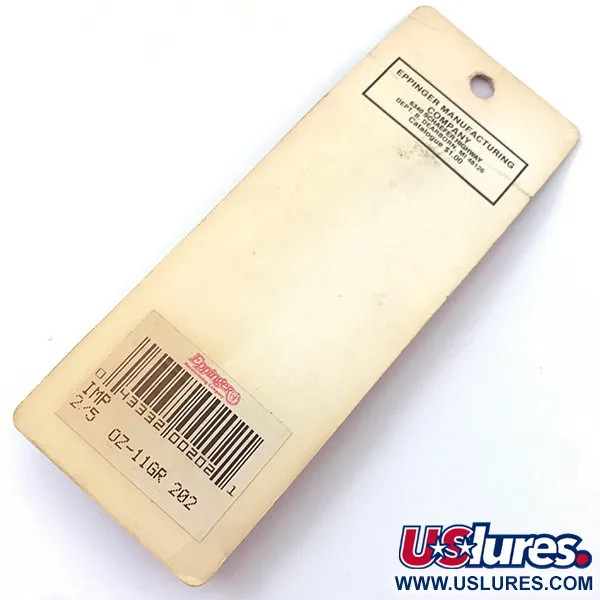 EPPINGER MANUFACTURING
COMPANY
6340 SCHAEFER HIGHWAY
DEPT. B, DEARBORN, MI 48126
Catalogue $1.00
Eppinger
0 43332 00202 1
IMP
2/5 OZ-11GR 202
USlures.
WWW.USLURES.COM